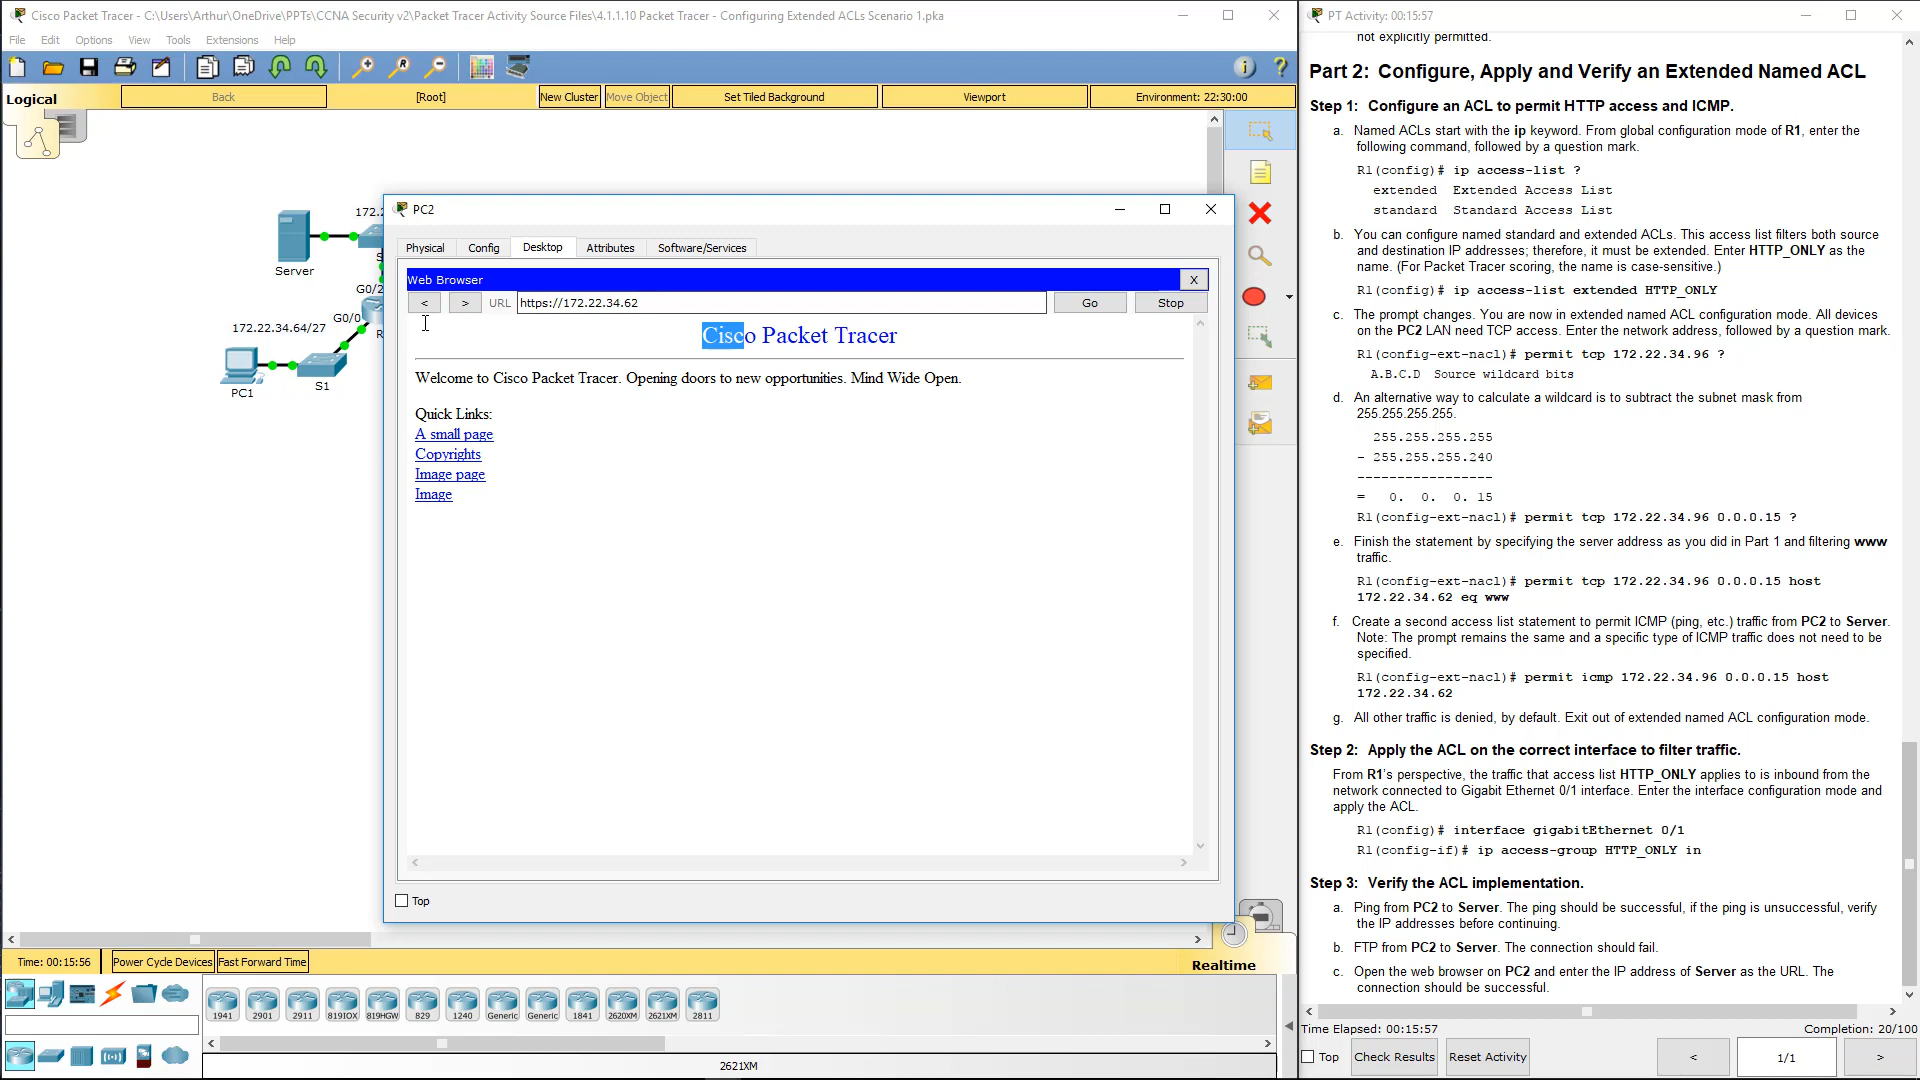 Cisco Packet Tracer - C:\Users\Arthur\OneDrive\PPTs\CCNA Security v2\Packet Tracer Activity Source Files\4.1.1.10 Packet Tracer - Configuring Extended ACLs Scenario 1.pka
File Edit Options View Tools Extensions Help
Logical
Back
[Root]
New Cluster
Move Object
Set Tiled Background
Viewport
Environment: 22:30:00
172.2
Server
G0/2
G0/0
172.22.34.64/27
R
PC1
S1
PC2
Physical Config Desktop Attributes Software/Services
Web Browser
X
< > URL https://172.22.34.62 Go Stop
Cisco Packet Tracer
Welcome to Cisco Packet Tracer. Opening doors to new opportunities. Mind Wide Open.
Quick Links:
A small page
Copyrights
Image page
Image
Top
Time: 00:15:56 Power Cycle Devices Fast Forward Time
Realtime
1941 2901 2911 819IOX 819HGW 829 1240 Generic Generic 1841 2620XM 2621XM 2811
2621XM
PT Activity: 00:15:57
not explicitly permitted.
Part 2: Configure, Apply and Verify an Extended Named ACL
Step 1: Configure an ACL to permit HTTP access and ICMP.
a. Named ACLs start with the ip keyword. From global configuration mode of R1, enter the
following command, followed by a question mark.
R1(config)# ip access-list ?
extended Extended Access List
standard Standard Access List
b. You can configure named standard and extended ACLs. This access list filters both source
and destination IP addresses; therefore, it must be extended. Enter HTTP_ONLY as the
name. (For Packet Tracer scoring, the name is case-sensitive.)
R1(config)# ip access-list extended HTTP_ONLY
c. The prompt changes. You are now in extended named ACL configuration mode. All devices
on the PC2 LAN need TCP access. Enter the network address, followed by a question mark.
R1(config-ext-nacl)# permit tcp 172.22.34.96 ?
A.B.C.D Source wildcard bits
d. An alternative way to calculate a wildcard is to subtract the subnet mask from
255.255.255.255.
255.255.255.255
- 255.255.255.240
-----------------
= 0. 0. 0. 15
R1(config-ext-nacl)# permit tcp 172.22.34.96 0.0.0.15 ?
e. Finish the statement by specifying the server address as you did in Part 1 and filtering www
traffic.
R1(config-ext-nacl)# permit tcp 172.22.34.96 0.0.0.15 host
172.22.34.62 eq www
f. Create a second access list statement to permit ICMP (ping, etc.) traffic from PC2 to Server.
Note: The prompt remains the same and a specific type of ICMP traffic does not need to be
specified.
R1(config-ext-nacl)# permit icmp 172.22.34.96 0.0.0.15 host
172.22.34.62
g. All other traffic is denied, by default. Exit out of extended named ACL configuration mode.
Step 2: Apply the ACL on the correct interface to filter traffic.
From R1's perspective, the traffic that access list HTTP_ONLY applies to is inbound from the
network connected to Gigabit Ethernet 0/1 interface. Enter the interface configuration mode and
apply the ACL.
R1(config)# interface gigabitEthernet 0/1
R1(config-if)# ip access-group HTTP_ONLY in
Step 3: Verify the ACL implementation.
a. Ping from PC2 to Server. The ping should be successful, if the ping is unsuccessful, verify
the IP addresses before continuing.
b. FTP from PC2 to Server. The connection should fail.
c. Open the web browser on PC2 and enter the IP address of Server as the URL. The
connection should be successful.
Time Elapsed: 00:15:57 Completion: 20/100
Top Check Results Reset Activity < 1/1 >